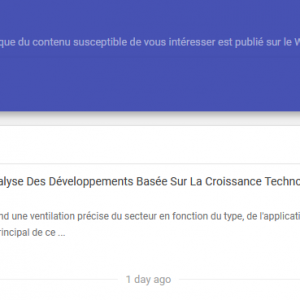 que du contenu susceptible de vous intéresser est publié sur le W
alyse Des Développements Basée Sur La Croissance Techno
nd une ventilation précise du secteur en fonction du type, de l'applicati
rincipal de ce ...
1 day ago